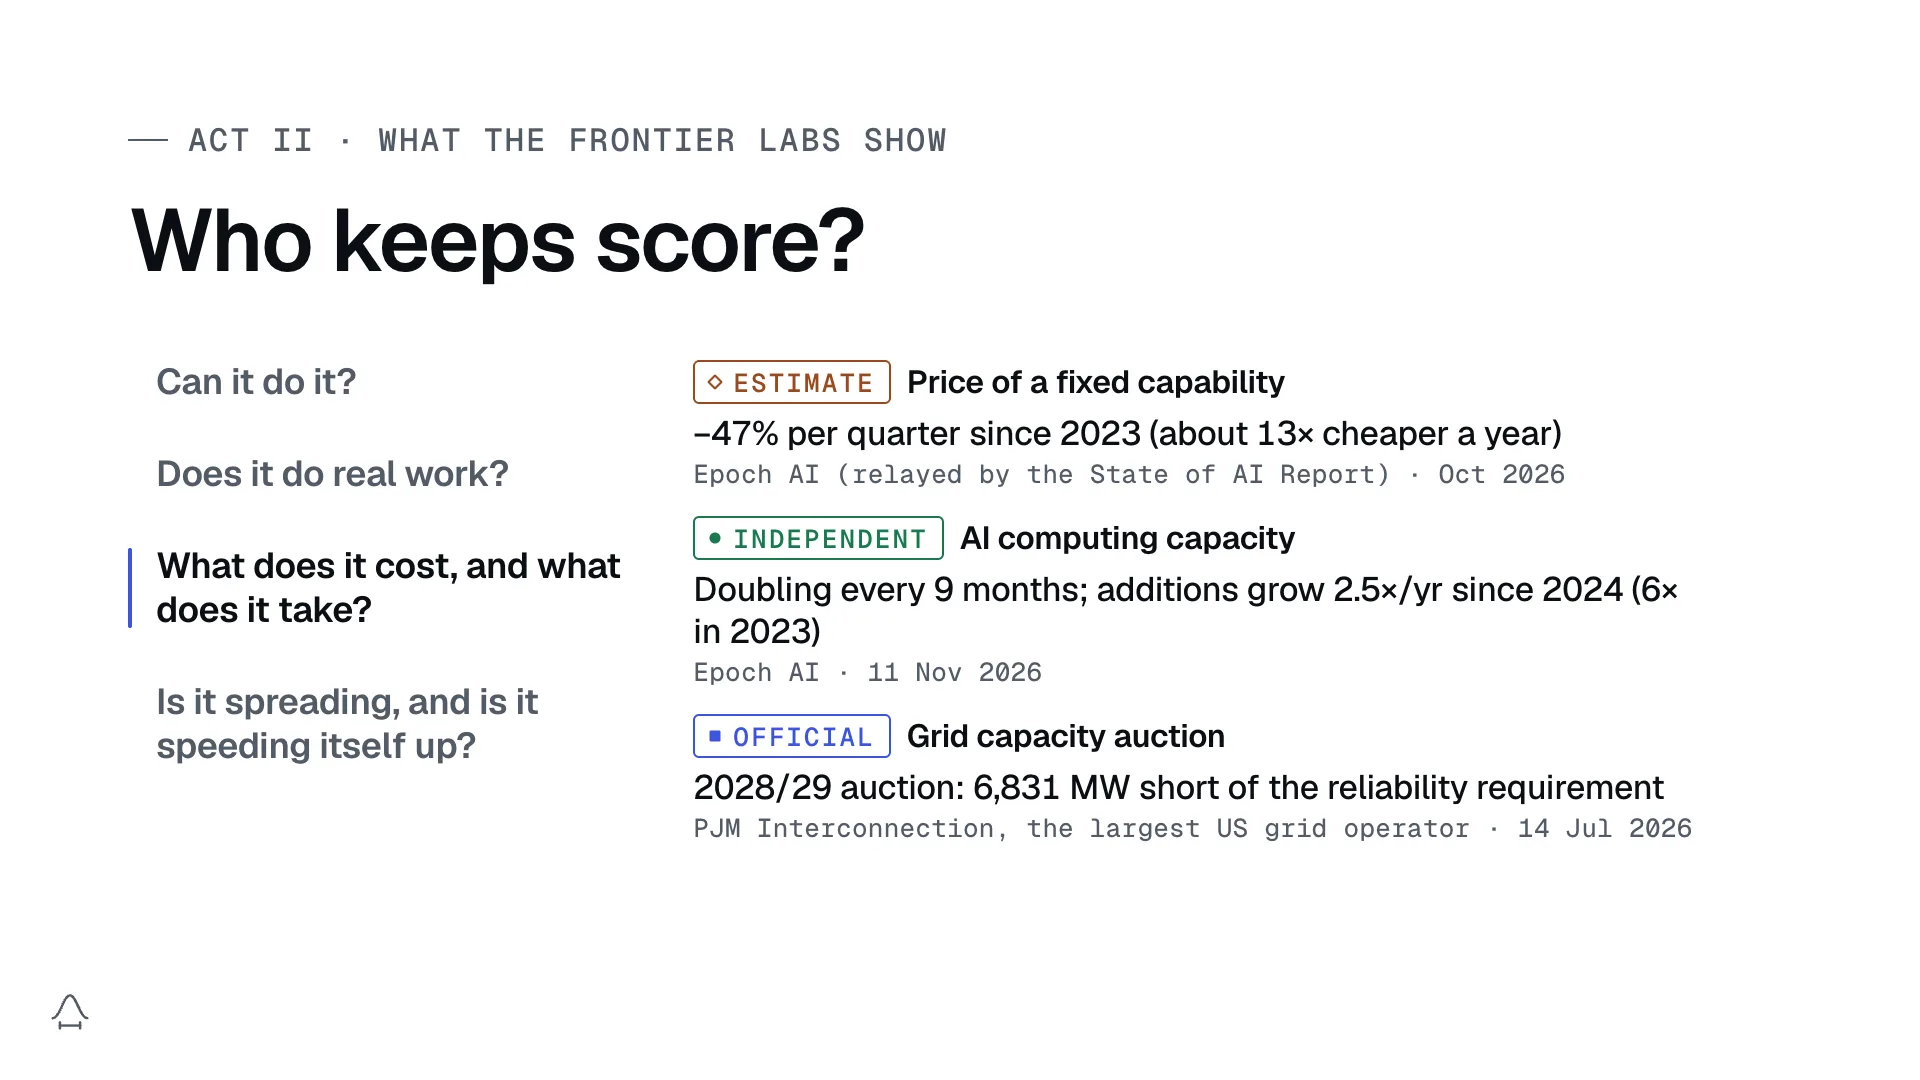 ACT II · WHAT THE FRONTIER LABS SHOW
Who keeps score?
Can it do it?
Does it do real work?
What does it cost, and what
does it take?
Is it spreading, and is it
speeding itself up?
ESTIMATE Price of a fixed capability
−47% per quarter since 2023 (about 13× cheaper a year)
Epoch AI (relayed by the State of AI Report) · Oct 2026
INDEPENDENT AI computing capacity
Doubling every 9 months; additions grow 2.5×/yr since 2024 (6×
in 2023)
Epoch AI · 11 Nov 2026
OFFICIAL Grid capacity auction
2028/29 auction: 6,831 MW short of the reliability requirement
PJM Interconnection, the largest US grid operator · 14 Jul 2026